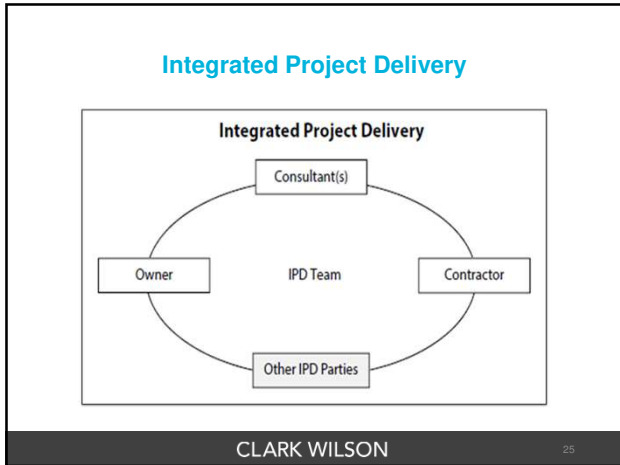 Integrated Project Delivery
Integrated Project Delivery
Consultant(s)
Owner
IPD Team
Contractor
Other IPD Parties
CLARK WILSON
25